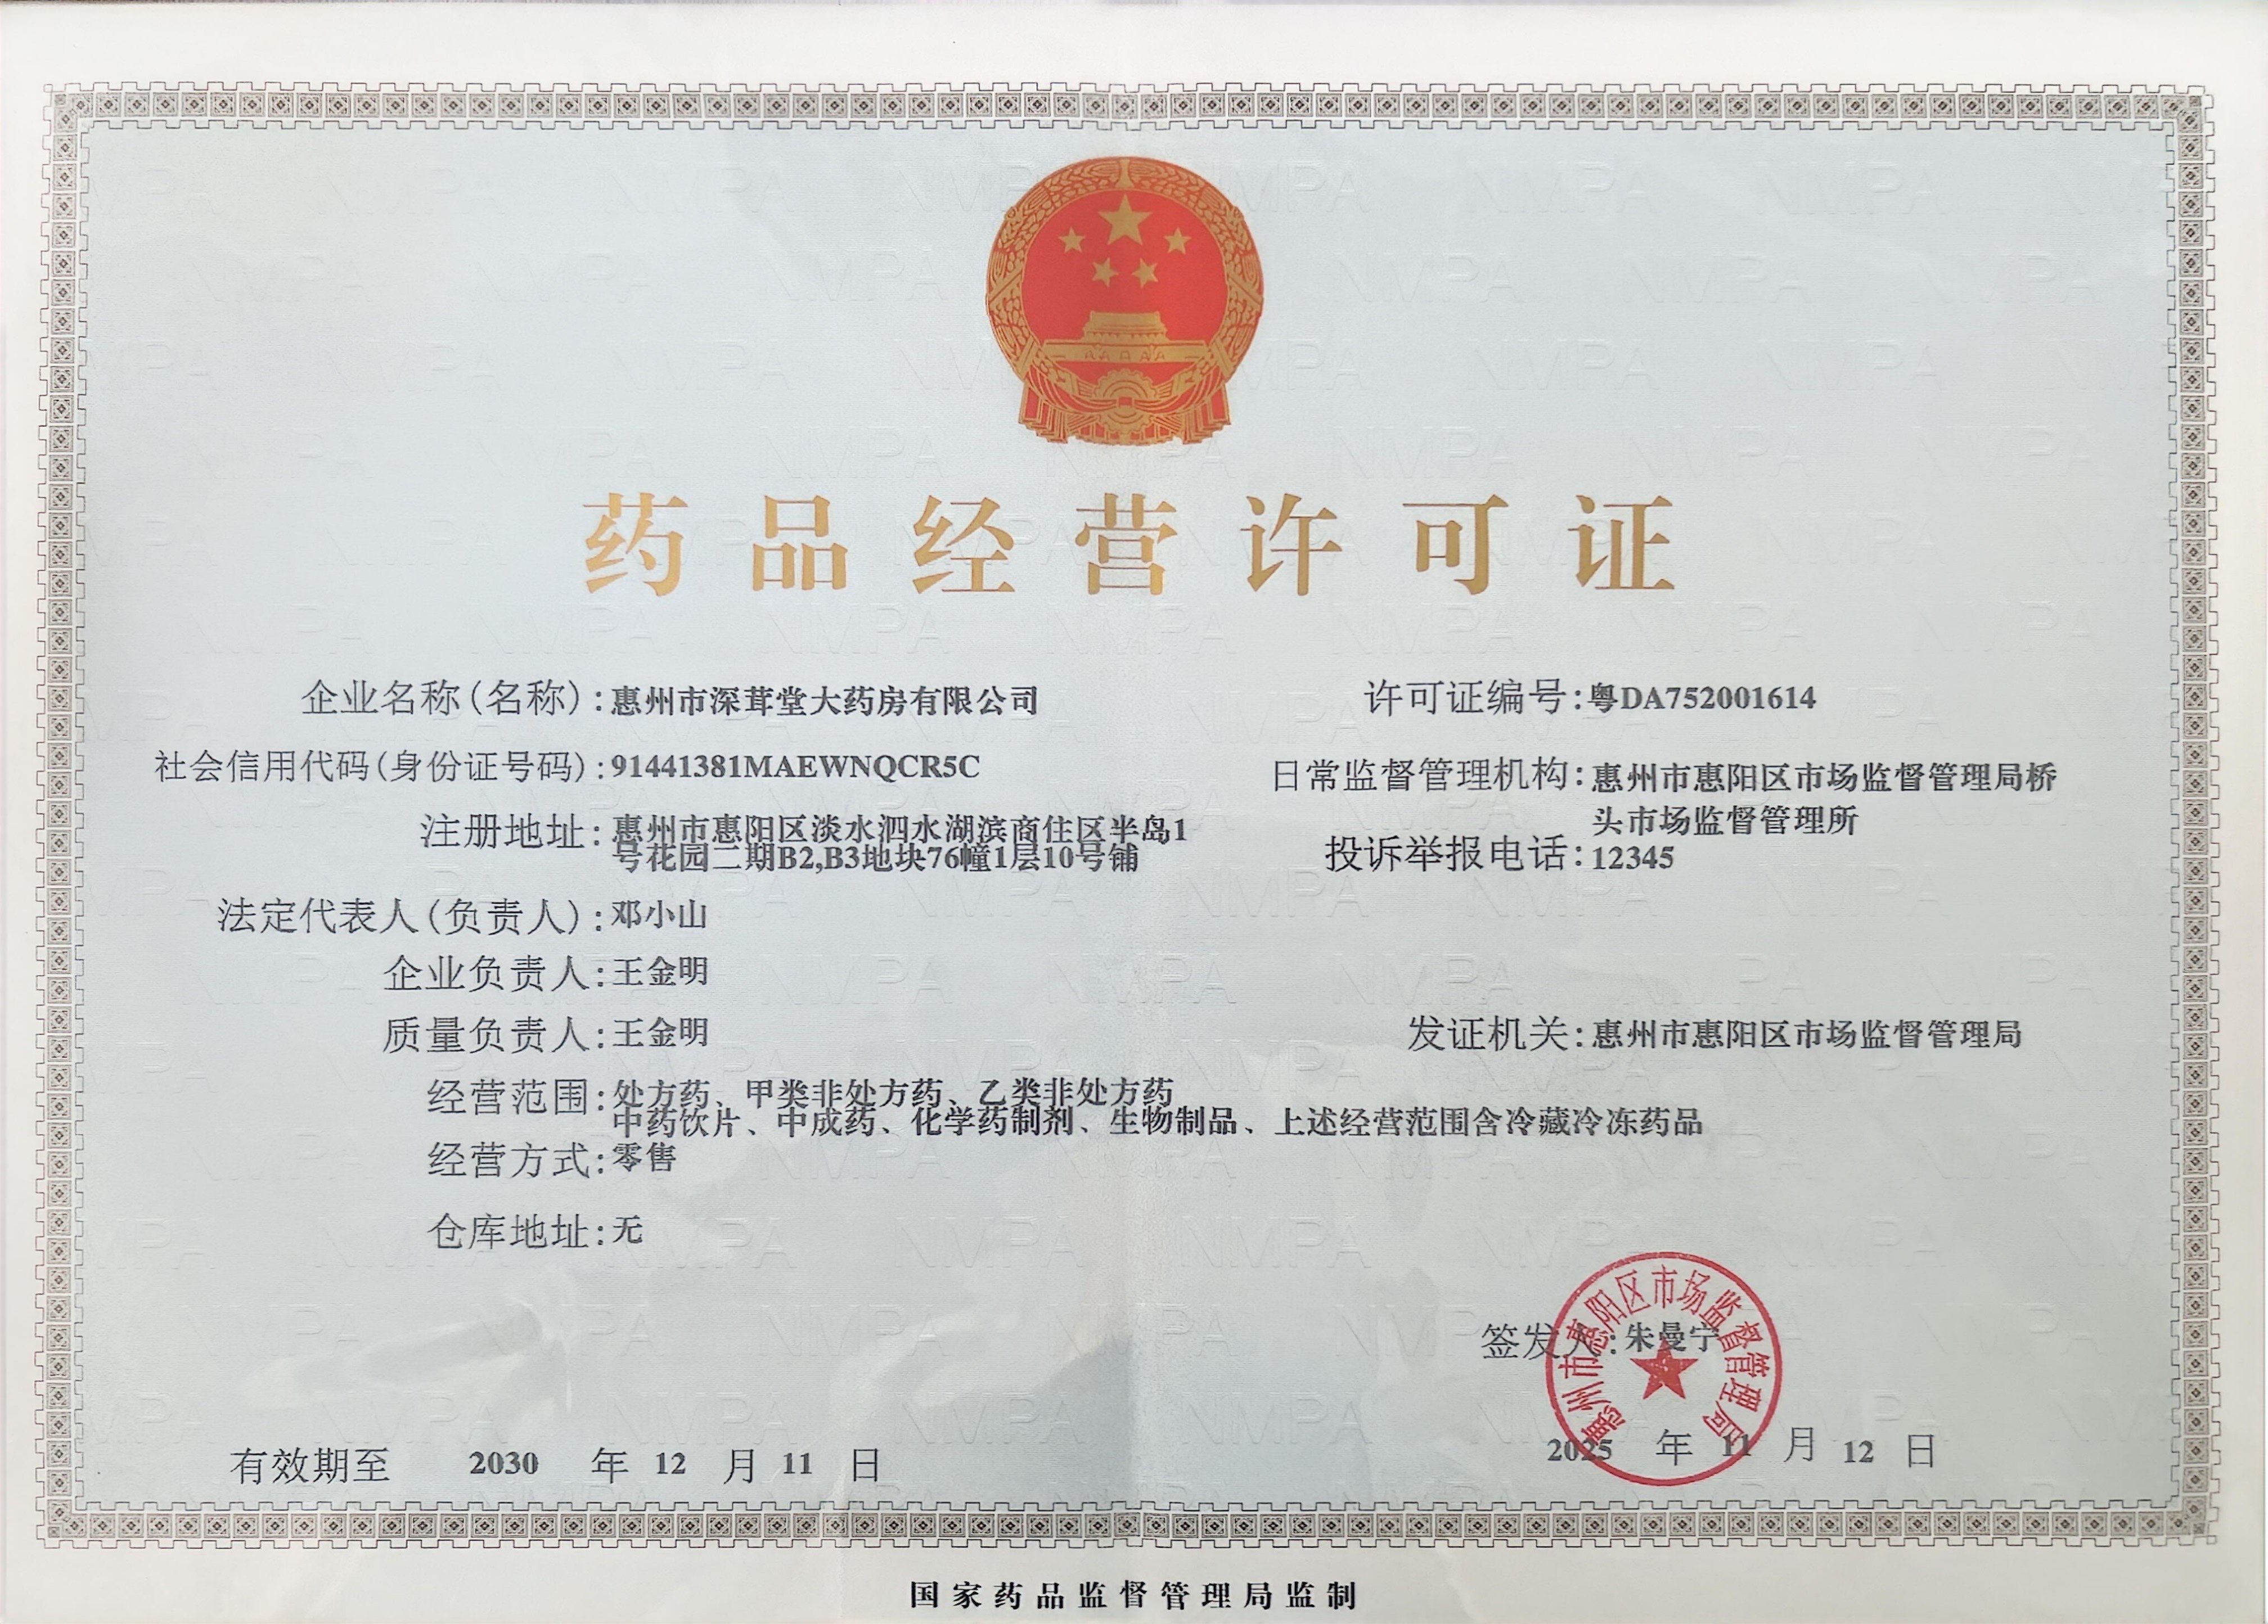 药品经营许可证
企业名称(名称):惠州市深茸堂大药房有限公司
社会信用代码(身份证号码):91441381MAEWNQCR5C
注册地址:惠州市惠阳区淡水泗水湖滨商住区半岛1
号花园二期B2,B3地块76幢1层10号铺
法定代表人(负责人):邓小山
企业负责人:王金明
质量负责人:王金明
经营范围:处方药、甲类非处方药、乙类非处方药
中药饮片、中成药、化学药制剂、生物制品、上述经营范围含冷藏冷冻药品
经营方式:零售
仓库地址:无
许可证编号:粤DA752001614
日常监督管理机构:惠州市惠阳区市场监督管理局桥
头市场监督管理所
投诉举报电话:12345
发证机关:惠州市惠阳区市场监督管理局
签发人:朱曼宁
惠州市惠阳区市场监督管理局
有效期至 2030 年 12 月 11 日
2025 年 11 月 12 日
国家药品监督管理局监制
NMPA